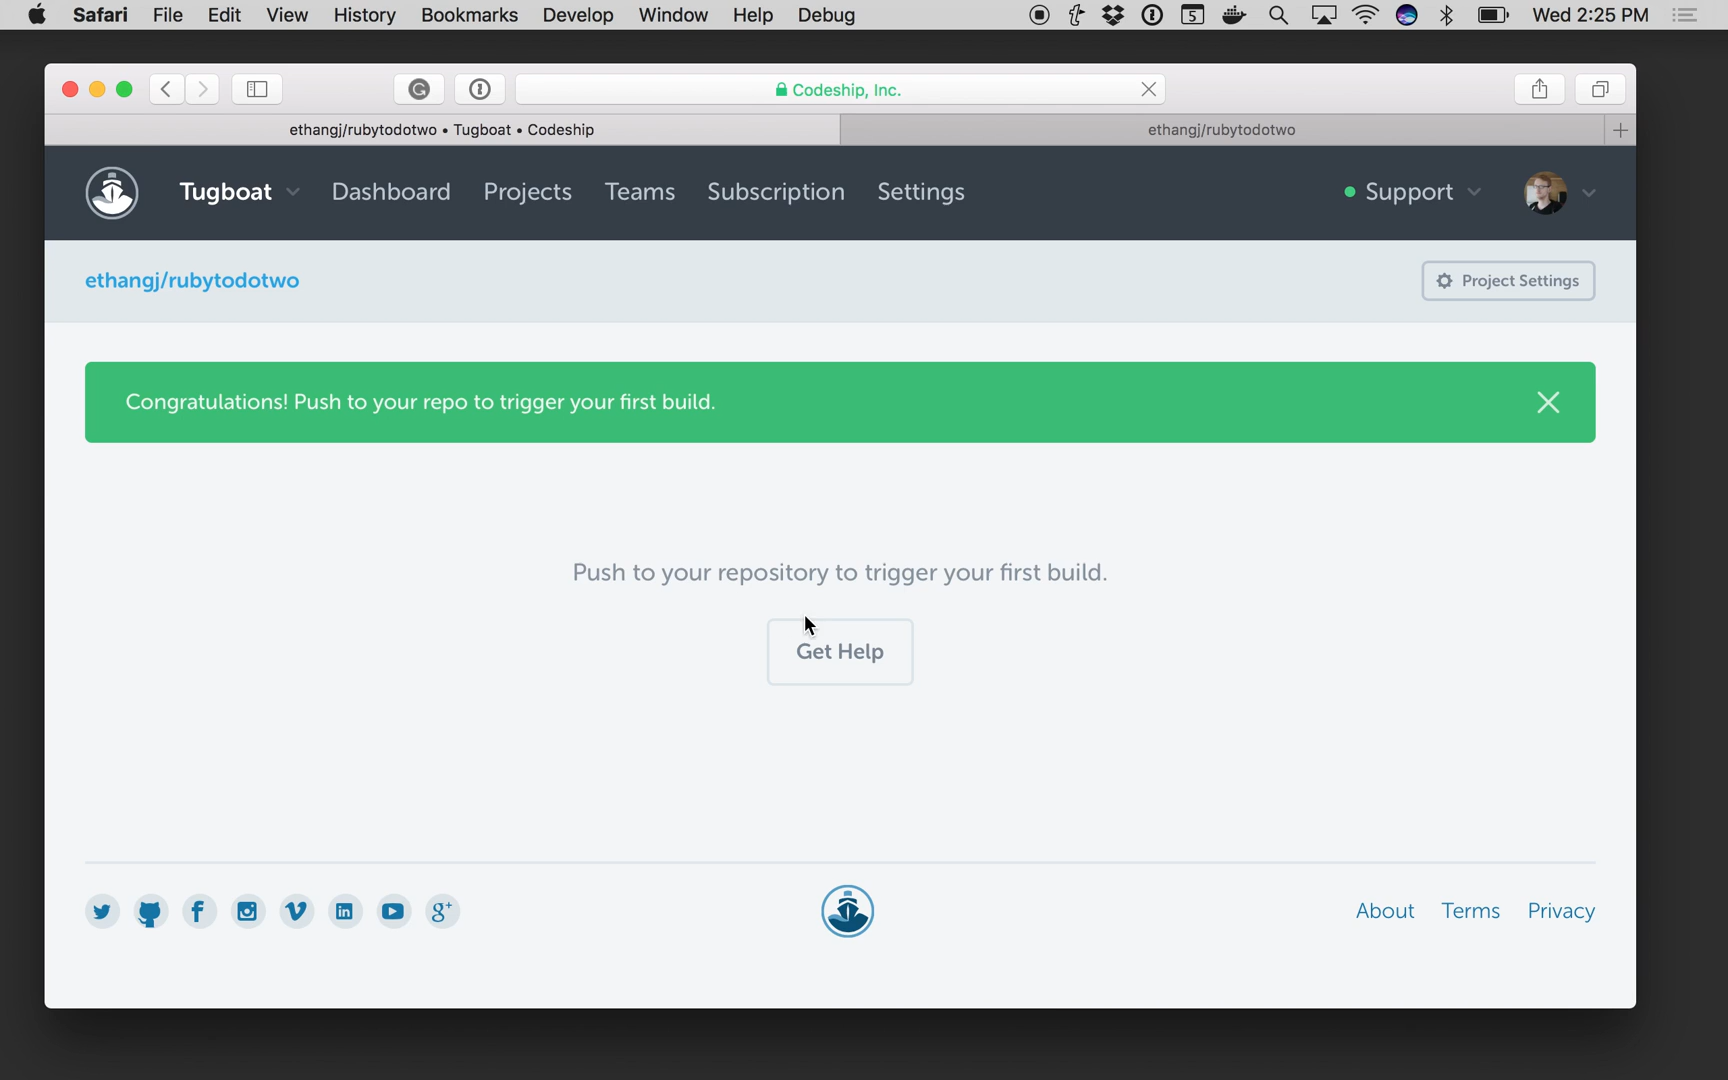 Safari File Edit View History Bookmarks Develop Window Help Debug 5 Wed 2:25 PM
Codeship, Inc.
ethangj/rubytodotwo • Tugboat • Codeship ethangj/rubytodotwo
Tugboat Dashboard Projects Teams Subscription Settings Support
ethangj/rubytodotwo Project Settings
Congratulations! Push to your repo to trigger your first build.
Push to your repository to trigger your first build.
Get Help
About Terms Privacy